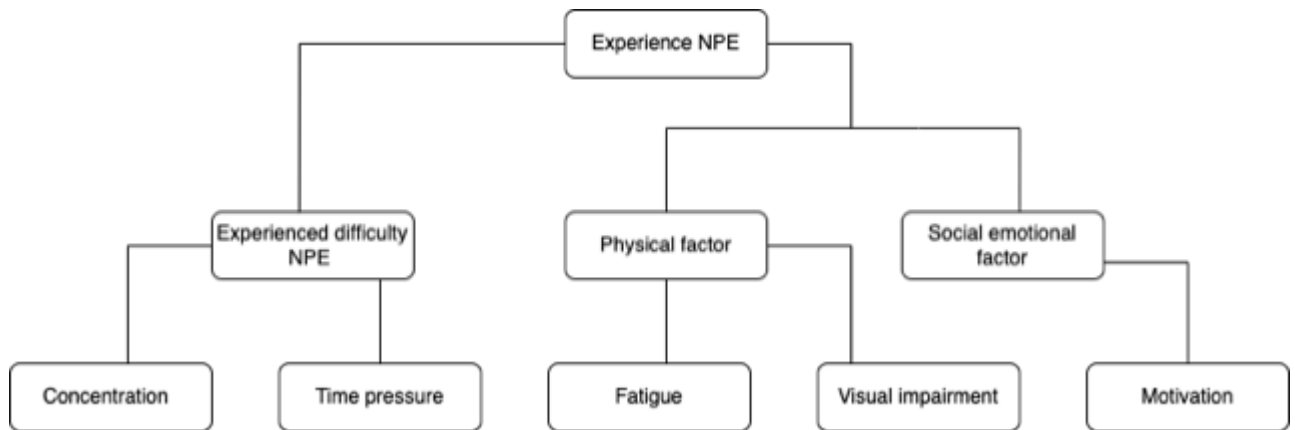 Experience NPE
Experienced difficulty
NPE
Physical factor
Social emotional
factor
Concentration
Time pressure
Fatigue
Visual impairment
Motivation